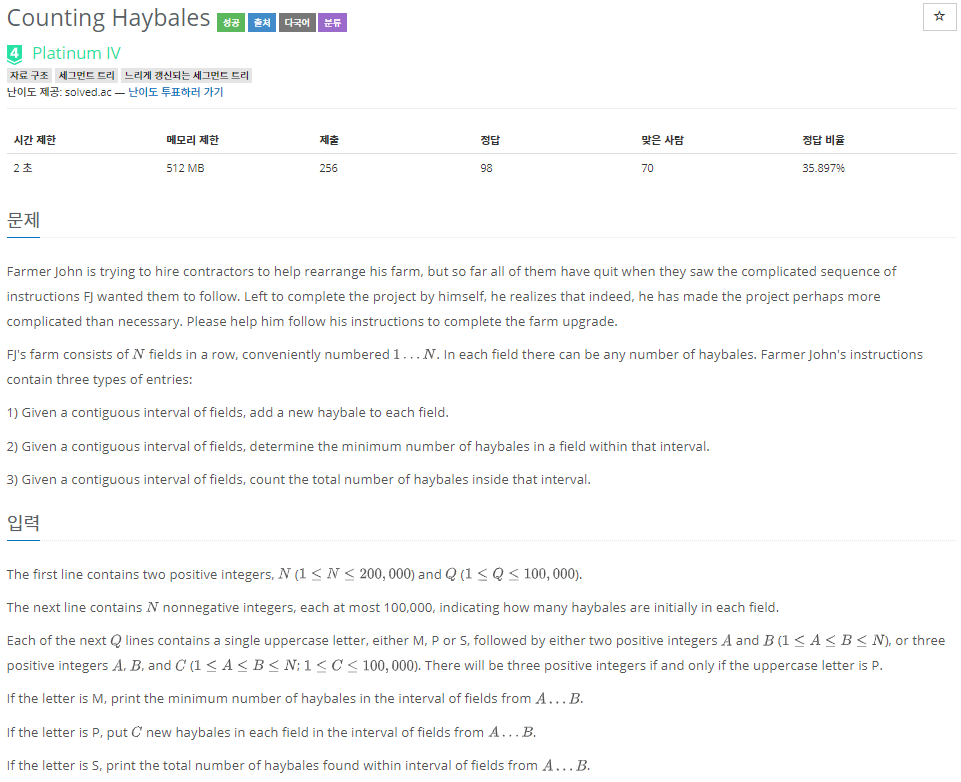 Counting Haybales 성공 출처 다국어 분류
☆
4 Platinum IV
자료 구조 세그먼트 트리 느리게 갱신되는 세그먼트 트리
난이도 제공: solved.ac — 난이도 투표하러 가기
시간 제한 메모리 제한 제출 정답 맞은 사람 정답 비율
2 초 512 MB 256 98 70 35.897%
문제
Farmer John is trying to hire contractors to help rearrange his farm, but so far all of them have quit when they saw the complicated sequence of
instructions FJ wanted them to follow. Left to complete the project by himself, he realizes that indeed, he has made the project perhaps more
complicated than necessary. Please help him follow his instructions to complete the farm upgrade.
FJ's farm consists of N fields in a row, conveniently numbered 1...N. In each field there can be any number of haybales. Farmer John's instructions
contain three types of entries:
1) Given a contiguous interval of fields, add a new haybale to each field.
2) Given a contiguous interval of fields, determine the minimum number of haybales in a field within that interval.
3) Given a contiguous interval of fields, count the total number of haybales inside that interval.
입력
The first line contains two positive integers, N (1 ≤ N ≤ 200,000) and Q (1 ≤ Q ≤ 100,000).
The next line contains N nonnegative integers, each at most 100,000, indicating how many haybales are initially in each field.
Each of the next Q lines contains a single uppercase letter, either M, P or S, followed by either two positive integers A and B (1 ≤ A ≤ B ≤ N), or three
positive integers A, B, and C (1 ≤ A ≤ B ≤ N; 1 ≤ C ≤ 100,000). There will be three positive integers if and only if the uppercase letter is P.
If the letter is M, print the minimum number of haybales in the interval of fields from A...B.
If the letter is P, put C new haybales in each field in the interval of fields from A...B.
If the letter is S, print the total number of haybales found within interval of fields from A...B.